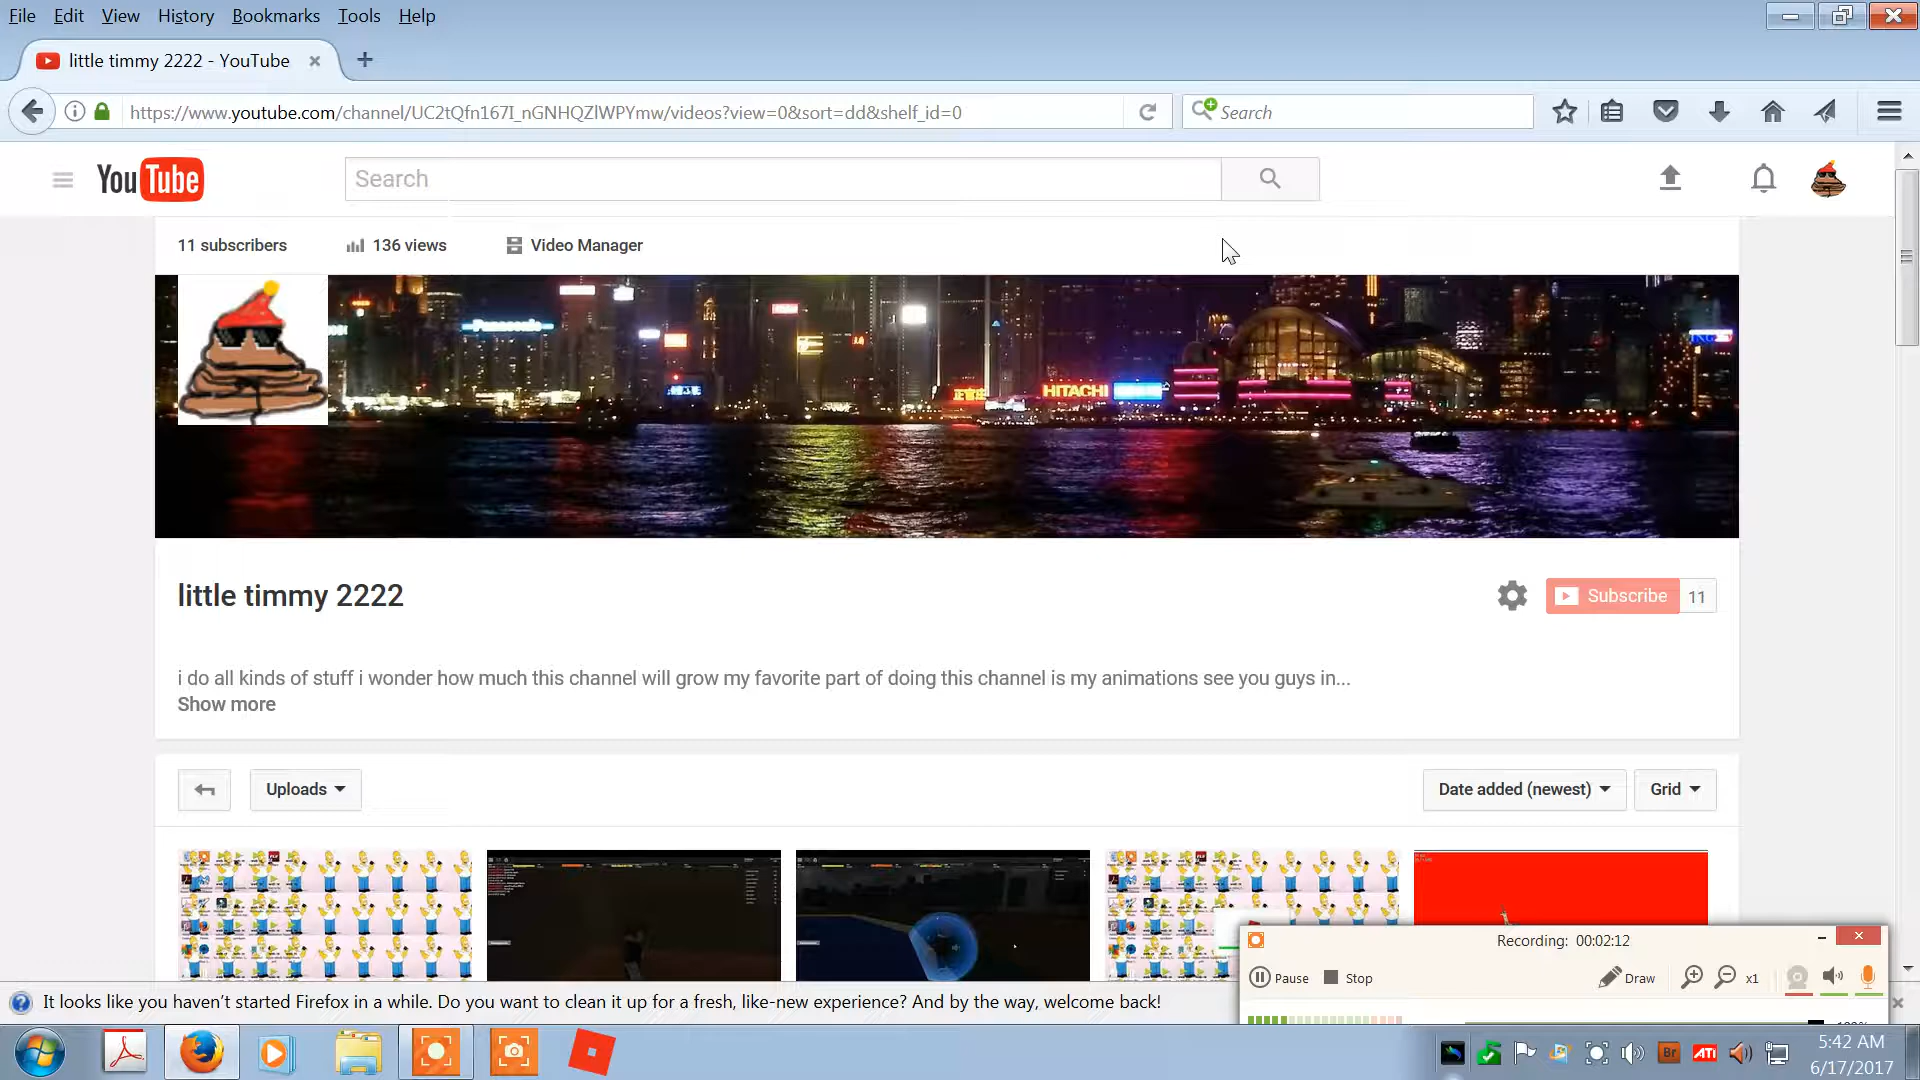 File Edit View History Bookmarks Tools Help
little timmy 2222 - YouTube
https://www.youtube.com/channel/UC2tQfn167I_nGNHQZlWPYmw/videos?view=0&sort=dd&shelf_id=0
Search
YouTube
Search
11 subscribers 136 views Video Manager
Panasonic
HITACHI
little timmy 2222
Subscribe 11
i do all kinds of stuff i wonder how much this channel will grow my favorite part of doing this channel is my animations see you guys in...
Show more
Uploads Date added (newest) Grid
Recording: 00:02:12
Pause Stop Draw x1
It looks like you haven't started Firefox in a while. Do you want to clean it up for a fresh, like-new experience? And by the way, welcome back!
Br ATI
5:42 AM
6/17/2017